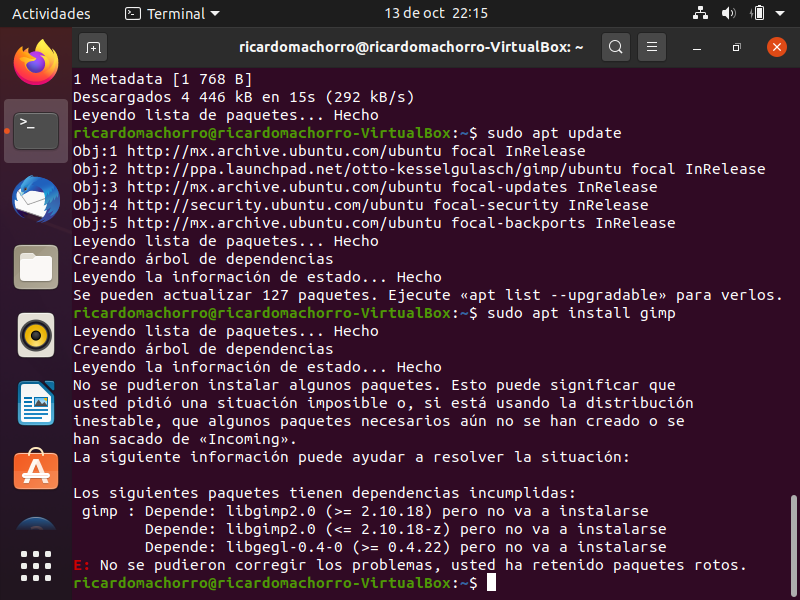 Actividades
Terminal
13 de oct 22:15
ricardomachorro@ricardomachorro-VirtualBox: ~
1 Metadata [1 768 B]
Descargados 4 446 kB en 15s (292 kB/s)
Leyendo lista de paquetes... Hecho
ricardomachorro@ricardomachorro-VirtualBox:~$ sudo apt update
Obj:1 http://mx.archive.ubuntu.com/ubuntu focal InRelease
Obj:2 http://ppa.launchpad.net/otto-kesselgulasch/gimp/ubuntu focal InRelease
Obj:3 http://mx.archive.ubuntu.com/ubuntu focal-updates InRelease
Obj:4 http://security.ubuntu.com/ubuntu focal-security InRelease
Obj:5 http://mx.archive.ubuntu.com/ubuntu focal-backports InRelease
Leyendo lista de paquetes... Hecho
Creando árbol de dependencias
Leyendo la información de estado... Hecho
Se pueden actualizar 127 paquetes. Ejecute «apt list --upgradable» para verlos.
ricardomachorro@ricardomachorro-VirtualBox:~$ sudo apt install gimp
Leyendo lista de paquetes... Hecho
Creando árbol de dependencias
Leyendo la información de estado... Hecho
No se pudieron instalar algunos paquetes. Esto puede significar que
usted pidió una situación imposible o, si está usando la distribución
inestable, que algunos paquetes necesarios aún no se han creado o se
han sacado de «Incoming».
La siguiente información puede ayudar a resolver la situación:
Los siguientes paquetes tienen dependencias incumplidas:
gimp : Depende: libgimp2.0 (>= 2.10.18) pero no va a instalarse
Depende: libgimp2.0 (<= 2.10.18-z) pero no va a instalarse
Depende: libgegl-0.4-0 (>= 0.4.22) pero no va a instalarse
E: No se pudieron corregir los problemas, usted ha retenido paquetes rotos.
ricardomachorro@ricardomachorro-VirtualBox:~$